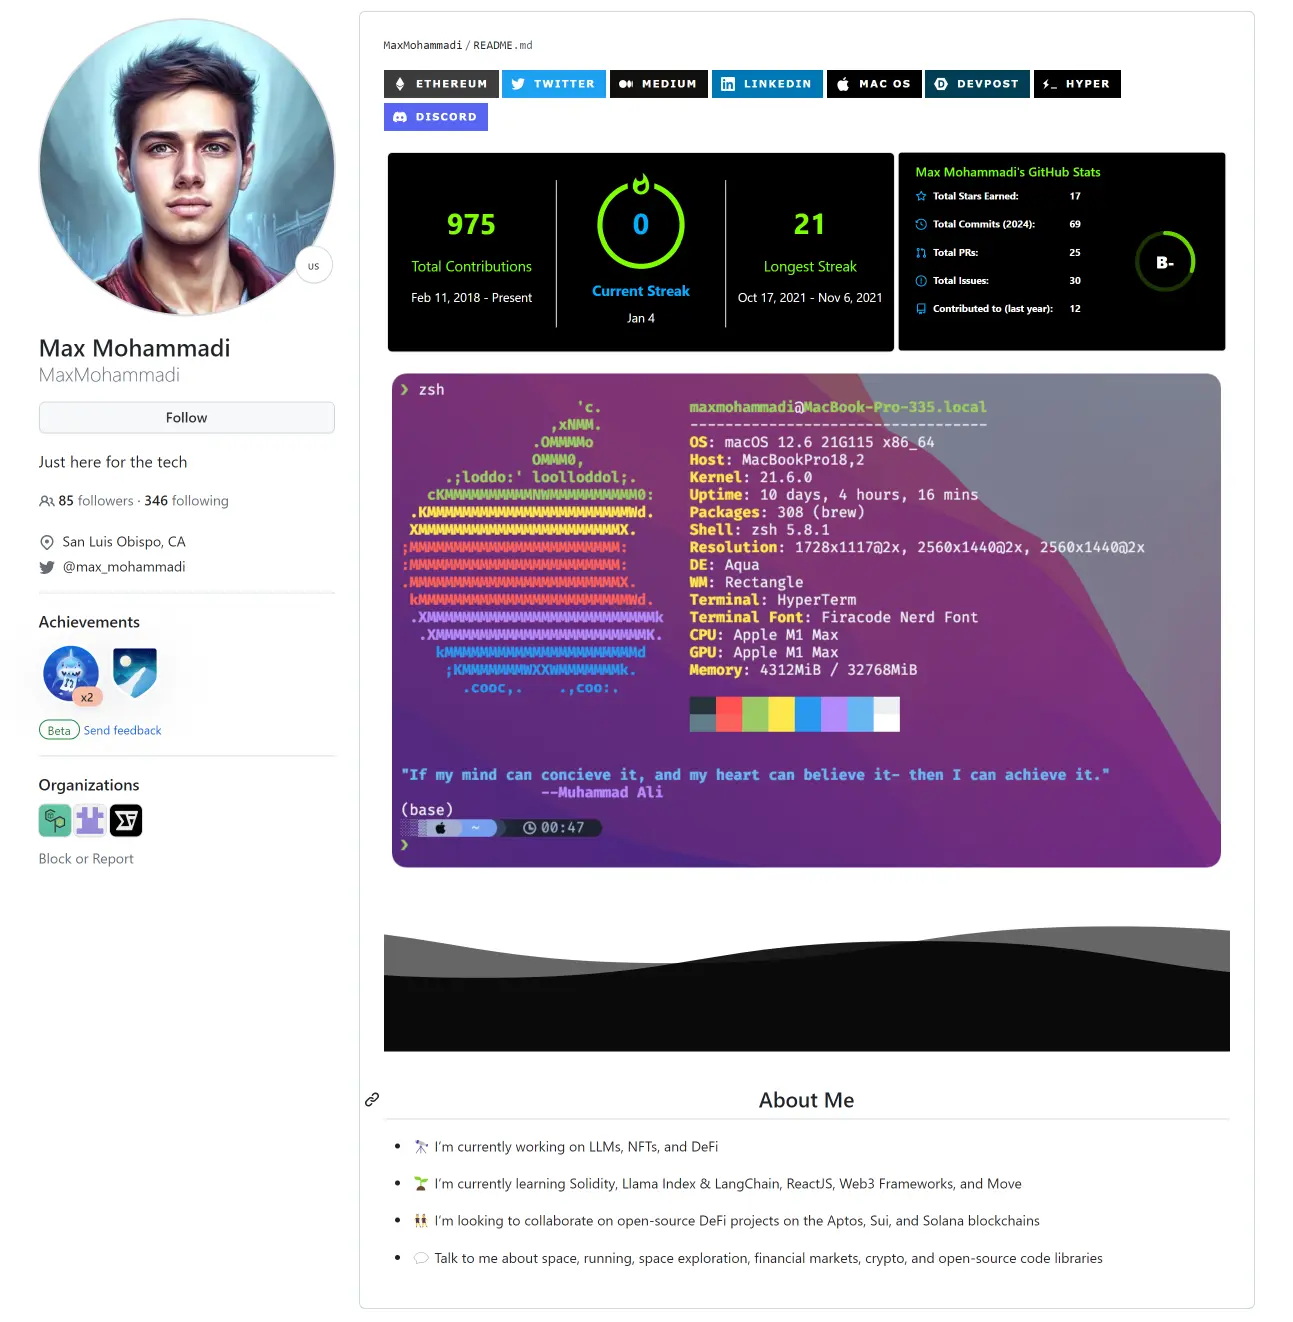 us
Max Mohammadi
MaxMohammadi
Follow
Just here for the tech
85 followers · 346 following
San Luis Obispo, CA
@max_mohammadi
Achievements
x2
Beta Send feedback
Organizations
Block or Report
MaxMohammadi / README.md
ETHEREUM TWITTER MEDIUM LINKEDIN MAC OS DEVPOST HYPER
DISCORD
975
Total Contributions
Feb 11, 2018 - Present
0
Current Streak
Jan 4
21
Longest Streak
Oct 17, 2021 - Nov 6, 2021
Max Mohammadi's GitHub Stats
Total Stars Earned: 17
Total Commits (2024): 69
Total PRs: 25
Total Issues: 30
Contributed to (last year): 12
B-
❯ zsh
maxmohammadi@MacBook-Pro-335.local
----------------------------------
OS: macOS 12.6 21G115 x86_64
Host: MacBookPro18,2
Kernel: 21.6.0
Uptime: 10 days, 4 hours, 16 mins
Packages: 308 (brew)
Shell: zsh 5.8.1
Resolution: 1728x1117@2x, 2560x1440@2x, 2560x1440@2x
DE: Aqua
WM: Rectangle
Terminal: HyperTerm
Terminal Font: Firacode Nerd Font
CPU: Apple M1 Max
GPU: Apple M1 Max
Memory: 4312MiB / 32768MiB
"If my mind can concieve it, and my heart can believe it- then I can achieve it."
--Muhammad Ali
(base)
~ 00:47
❯
About Me
🔭 I'm currently working on LLMs, NFTs, and DeFi
🌱 I'm currently learning Solidity, Llama Index & LangChain, ReactJS, Web3 Frameworks, and Move
👯 I'm looking to collaborate on open-source DeFi projects on the Aptos, Sui, and Solana blockchains
💬 Talk to me about space, running, space exploration, financial markets, crypto, and open-source code libraries